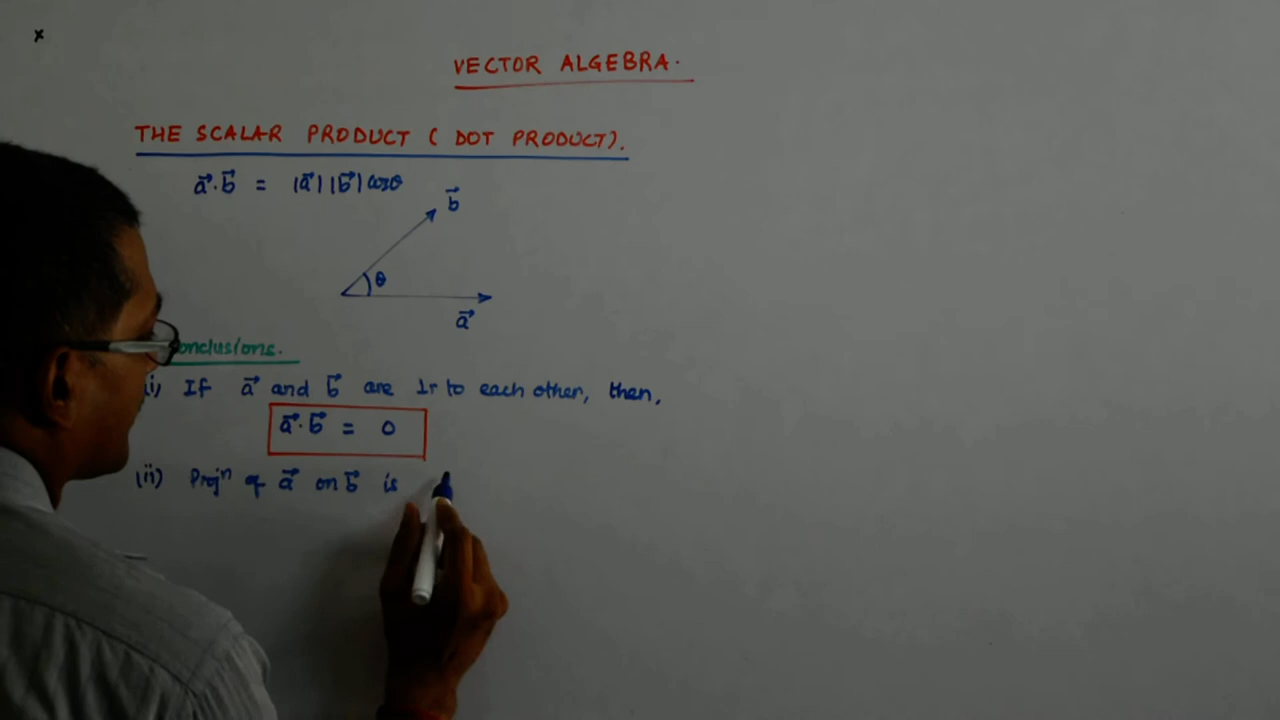 x
VECTOR ALGEBRA.
THE SCALAR PRODUCT ( DOT PRODUCT).
a⃗.b⃗ = |a⃗||b⃗|cosθ
b⃗
θ
a⃗
onclusions.
(i) If a⃗ and b⃗ are ⊥r to each other, then,
a⃗.b⃗ = 0
(ii) Projⁿ of a⃗ on b⃗ is